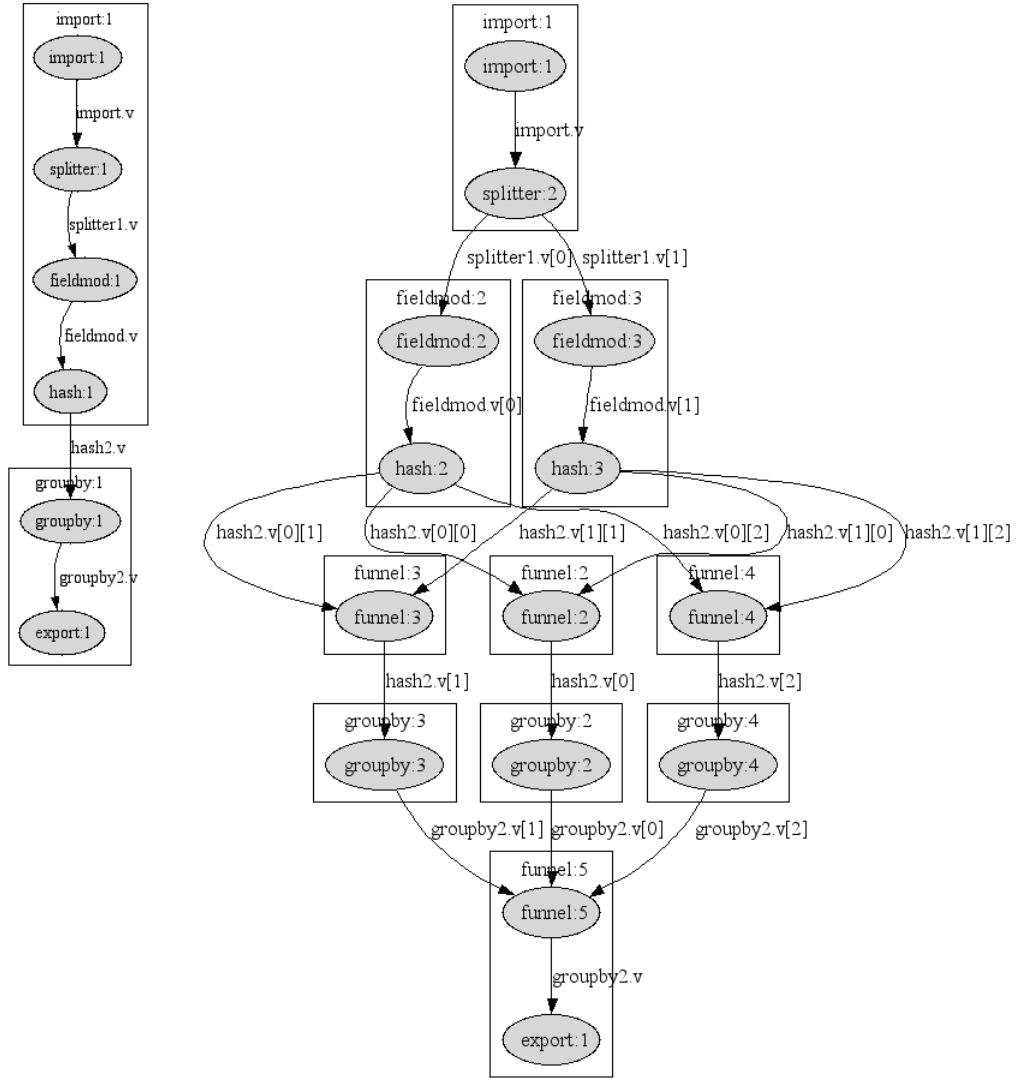 import:1
import:1
import.v
splitter:1
splitter1.v
fieldmod:1
fieldmod.v
hash:1
hash2.v
groupby:1
groupby:1
groupby2.v
export:1
import:1
import:1
import.v
splitter:2
splitter1.v[0] splitter1.v[1]
fieldmod:2 fieldmod:3
fieldmod:2 fieldmod:3
fieldmod.v[0] fieldmod.v[1]
hash:2 hash:3
hash2.v[0][1] hash2.v[0][0] hash2.v[1][1] hash2.v[0][2] hash2.v[1][0] hash2.v[1][2]
funnel:3 funnel:2 funnel:4
funnel:3 funnel:2 funnel:4
hash2.v[1] hash2.v[0] hash2.v[2]
groupby:3 groupby:2 groupby:4
groupby:3 groupby:2 groupby:4
groupby2.v[1] groupby2.v[0] groupby2.v[2]
funnel:5
funnel:5
groupby2.v
export:1